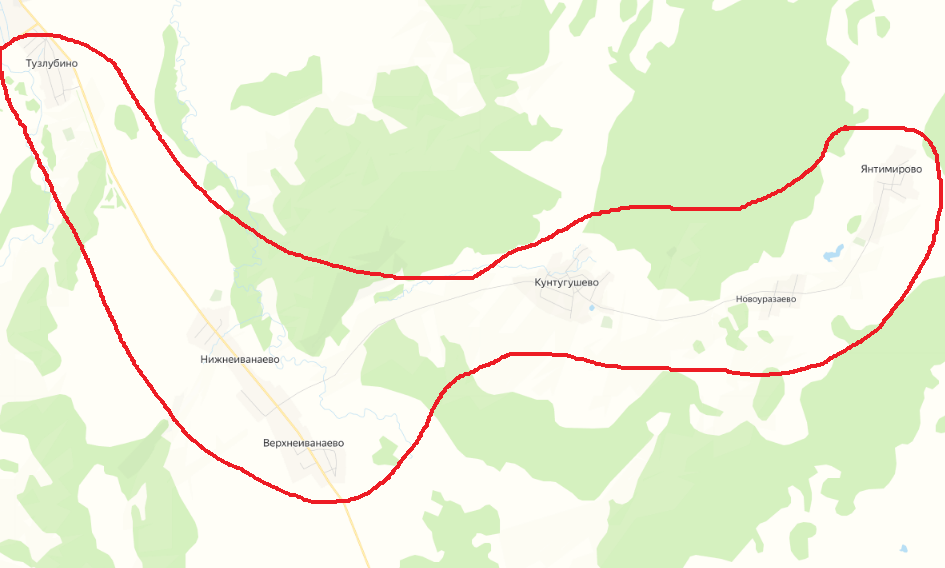 Тузлубино
Янтимирово
Кунтугушево
Новоуразаево
Нижнеиванаево
Верхнеиванаево